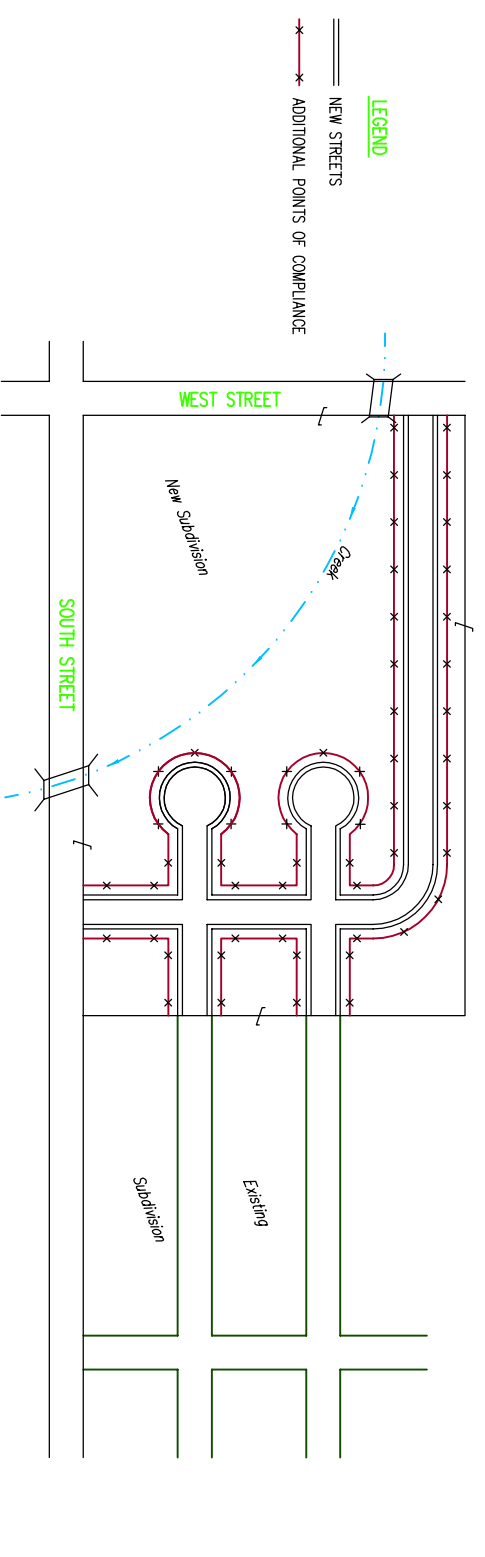 LEGEND
NEW STREETS
ADDITIONAL POINTS OF COMPLIANCE
WEST STREET
New Subdivision
Creek
SOUTH STREET
Existing
Subdivision